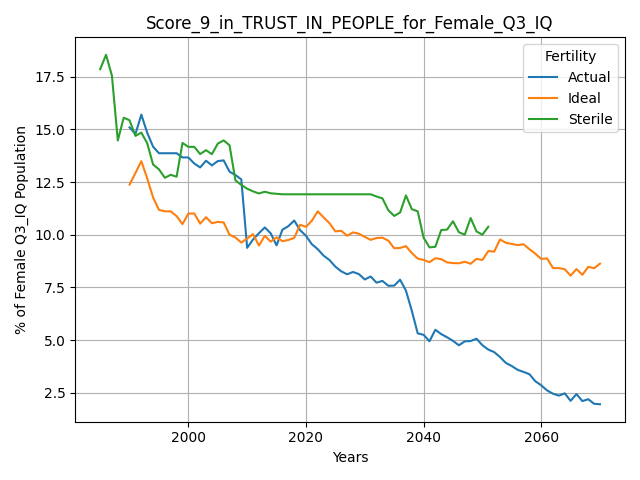 Score_9_in_TRUST_IN_PEOPLE_for_Female_Q3_IQ
Fertility
Actual
Ideal
Sterile
% of Female Q3_IQ Population
17.5
15.0
12.5
10.0
7.5
5.0
2.5
2000
2020
2040
2060
Years